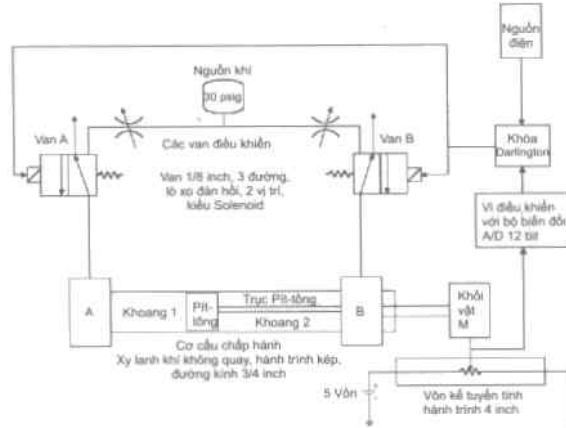 Nguồn khí
30 psig
Van A
Các van điều khiển
Van B
Van 1/8 inch, 3 đường,
lò xo đàn hồi, 2 vị trí,
kiểu Solenoid
Nguồn
điện
Khóa
Darlington
Vi điều khiển
với bộ biến đổi
A/D 12 bit
A
Khoang 1
Pít-
tông
Trục Pít-tông
Khoang 2
B
Khối
vật
M
Cơ cấu chấp hành
Xy lanh khí không quay, hành trình kép,
đường kính 3/4 inch
5 Vôn
Vôn kế tuyến tính
hành trình 4 inch